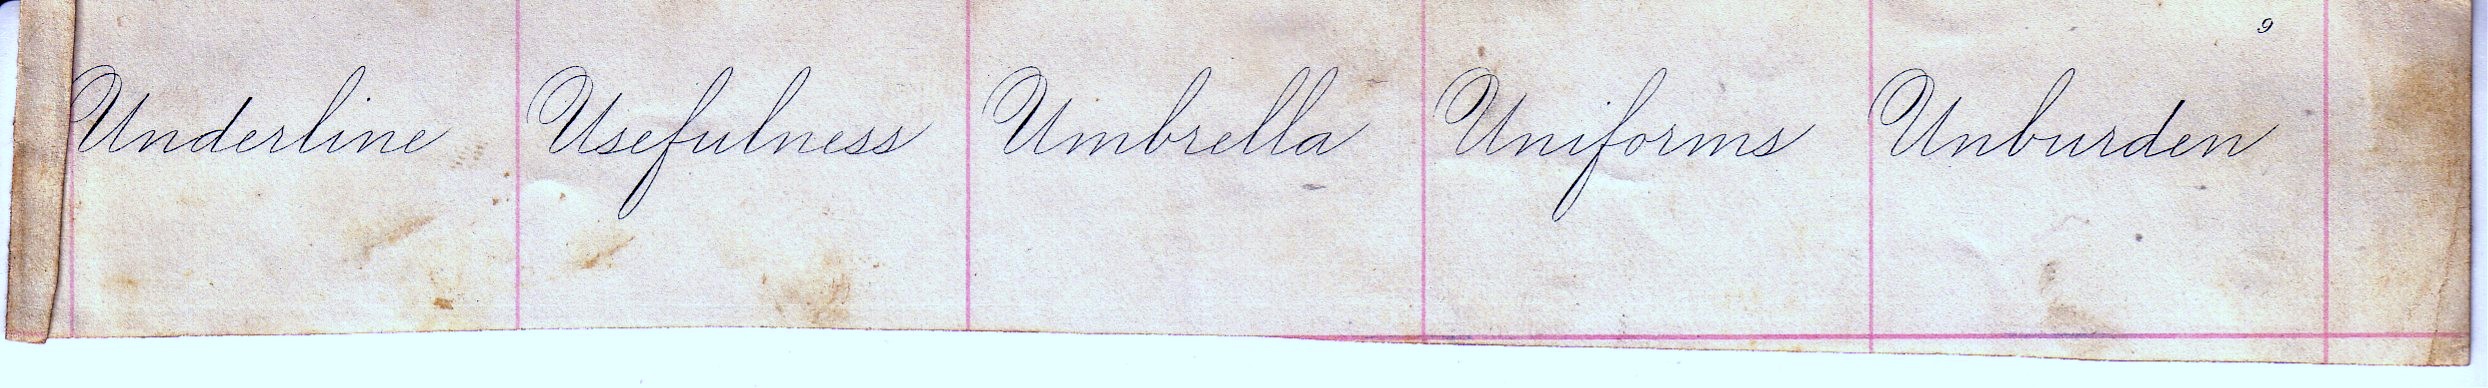 9
Underline Usefulness Umbrella Uniforms Unburden